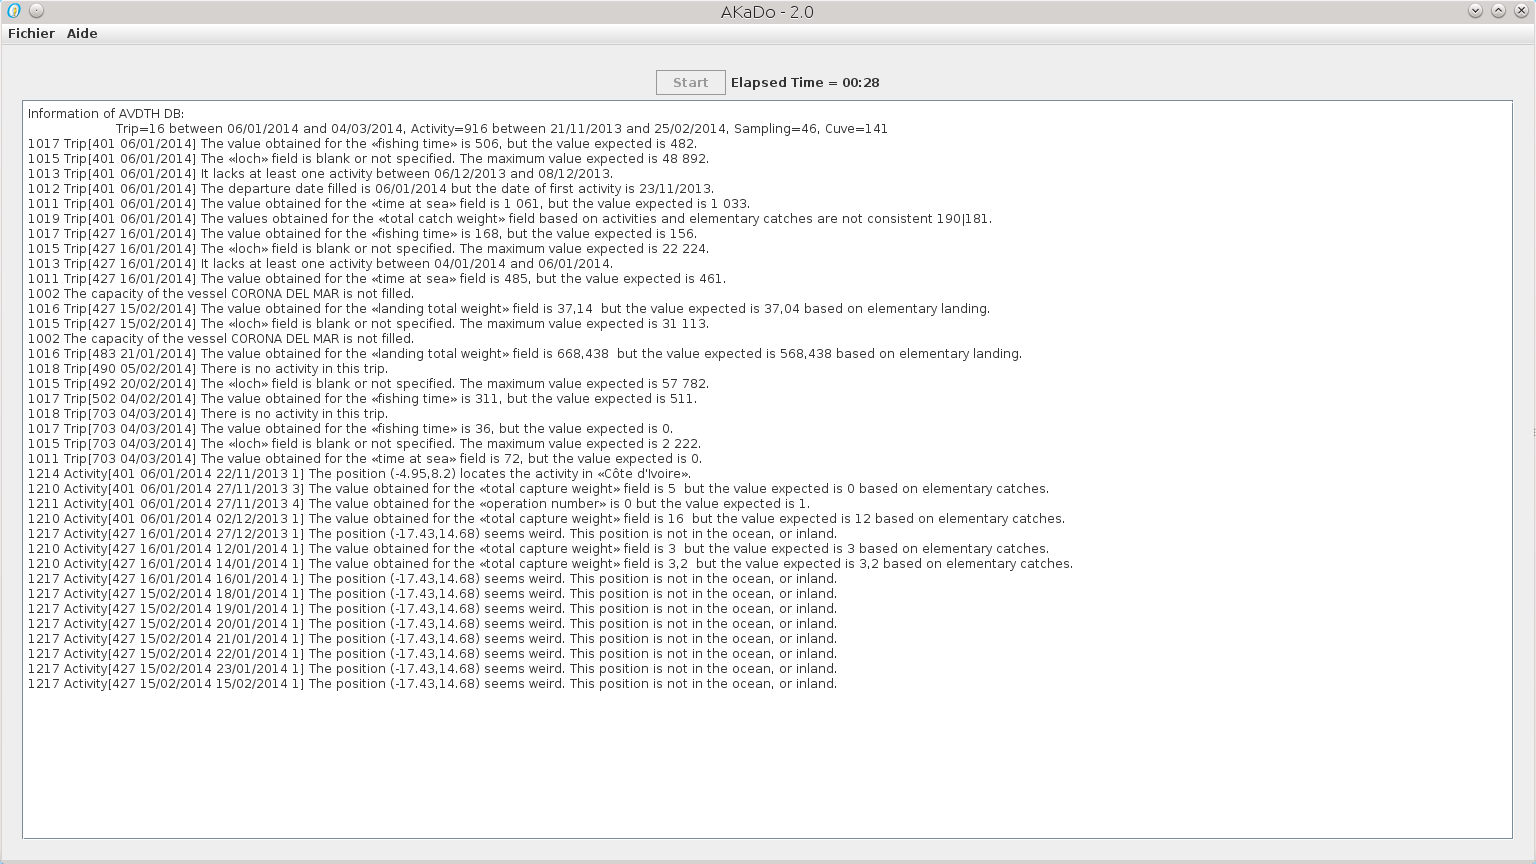 AKaDo - 2.0
Fichier Aide
Start Elapsed Time = 00:28
Information of AVDTH DB:
Trip=16 between 06/01/2014 and 04/03/2014, Activity=916 between 21/11/2013 and 25/02/2014, Sampling=46, Cuve=141
1017 Trip[401 06/01/2014] The value obtained for the «fishing time» is 506, but the value expected is 482.
1015 Trip[401 06/01/2014] The «loch» field is blank or not specified. The maximum value expected is 48 892.
1013 Trip[401 06/01/2014] It lacks at least one activity between 06/12/2013 and 08/12/2013.
1012 Trip[401 06/01/2014] The departure date filled is 06/01/2014 but the date of first activity is 23/11/2013.
1011 Trip[401 06/01/2014] The value obtained for the «time at sea» field is 1 061, but the value expected is 1 033.
1019 Trip[401 06/01/2014] The values obtained for the «total catch weight» field based on activities and elementary catches are not consistent 190|181.
1017 Trip[427 16/01/2014] The value obtained for the «fishing time» is 168, but the value expected is 156.
1015 Trip[427 16/01/2014] The «loch» field is blank or not specified. The maximum value expected is 22 224.
1013 Trip[427 16/01/2014] It lacks at least one activity between 04/01/2014 and 06/01/2014.
1011 Trip[427 16/01/2014] The value obtained for the «time at sea» field is 485, but the value expected is 461.
1002 The capacity of the vessel CORONA DEL MAR is not filled.
1016 Trip[427 15/02/2014] The value obtained for the «landing total weight» field is 37,14  but the value expected is 37,04 based on elementary landing.
1015 Trip[427 15/02/2014] The «loch» field is blank or not specified. The maximum value expected is 31 113.
1002 The capacity of the vessel CORONA DEL MAR is not filled.
1016 Trip[483 21/01/2014] The value obtained for the «landing total weight» field is 668,438  but the value expected is 568,438 based on elementary landing.
1018 Trip[490 05/02/2014] There is no activity in this trip.
1015 Trip[492 20/02/2014] The «loch» field is blank or not specified. The maximum value expected is 57 782.
1017 Trip[502 04/02/2014] The value obtained for the «fishing time» is 311, but the value expected is 511.
1018 Trip[703 04/03/2014] There is no activity in this trip.
1017 Trip[703 04/03/2014] The value obtained for the «fishing time» is 36, but the value expected is 0.
1015 Trip[703 04/03/2014] The «loch» field is blank or not specified. The maximum value expected is 2 222.
1011 Trip[703 04/03/2014] The value obtained for the «time at sea» field is 72, but the value expected is 0.
1214 Activity[401 06/01/2014 22/11/2013 1] The position (-4.95,8.2) locates the activity in «Côte d'Ivoire».
1210 Activity[401 06/01/2014 27/11/2013 3] The value obtained for the «total capture weight» field is 5  but the value expected is 0 based on elementary catches.
1211 Activity[401 06/01/2014 27/11/2013 4] The value obtained for the «operation number» is 0 but the value expected is 1.
1210 Activity[401 06/01/2014 02/12/2013 1] The value obtained for the «total capture weight» field is 16  but the value expected is 12 based on elementary catches.
1217 Activity[427 16/01/2014 27/12/2013 1] The position (-17.43,14.68) seems weird. This position is not in the ocean, or inland.
1210 Activity[427 16/01/2014 12/01/2014 1] The value obtained for the «total capture weight» field is 3  but the value expected is 3 based on elementary catches.
1210 Activity[427 16/01/2014 14/01/2014 1] The value obtained for the «total capture weight» field is 3,2  but the value expected is 3,2 based on elementary catches.
1217 Activity[427 16/01/2014 16/01/2014 1] The position (-17.43,14.68) seems weird. This position is not in the ocean, or inland.
1217 Activity[427 15/02/2014 18/01/2014 1] The position (-17.43,14.68) seems weird. This position is not in the ocean, or inland.
1217 Activity[427 15/02/2014 19/01/2014 1] The position (-17.43,14.68) seems weird. This position is not in the ocean, or inland.
1217 Activity[427 15/02/2014 20/01/2014 1] The position (-17.43,14.68) seems weird. This position is not in the ocean, or inland.
1217 Activity[427 15/02/2014 21/01/2014 1] The position (-17.43,14.68) seems weird. This position is not in the ocean, or inland.
1217 Activity[427 15/02/2014 22/01/2014 1] The position (-17.43,14.68) seems weird. This position is not in the ocean, or inland.
1217 Activity[427 15/02/2014 23/01/2014 1] The position (-17.43,14.68) seems weird. This position is not in the ocean, or inland.
1217 Activity[427 15/02/2014 15/02/2014 1] The position (-17.43,14.68) seems weird. This position is not in the ocean, or inland.